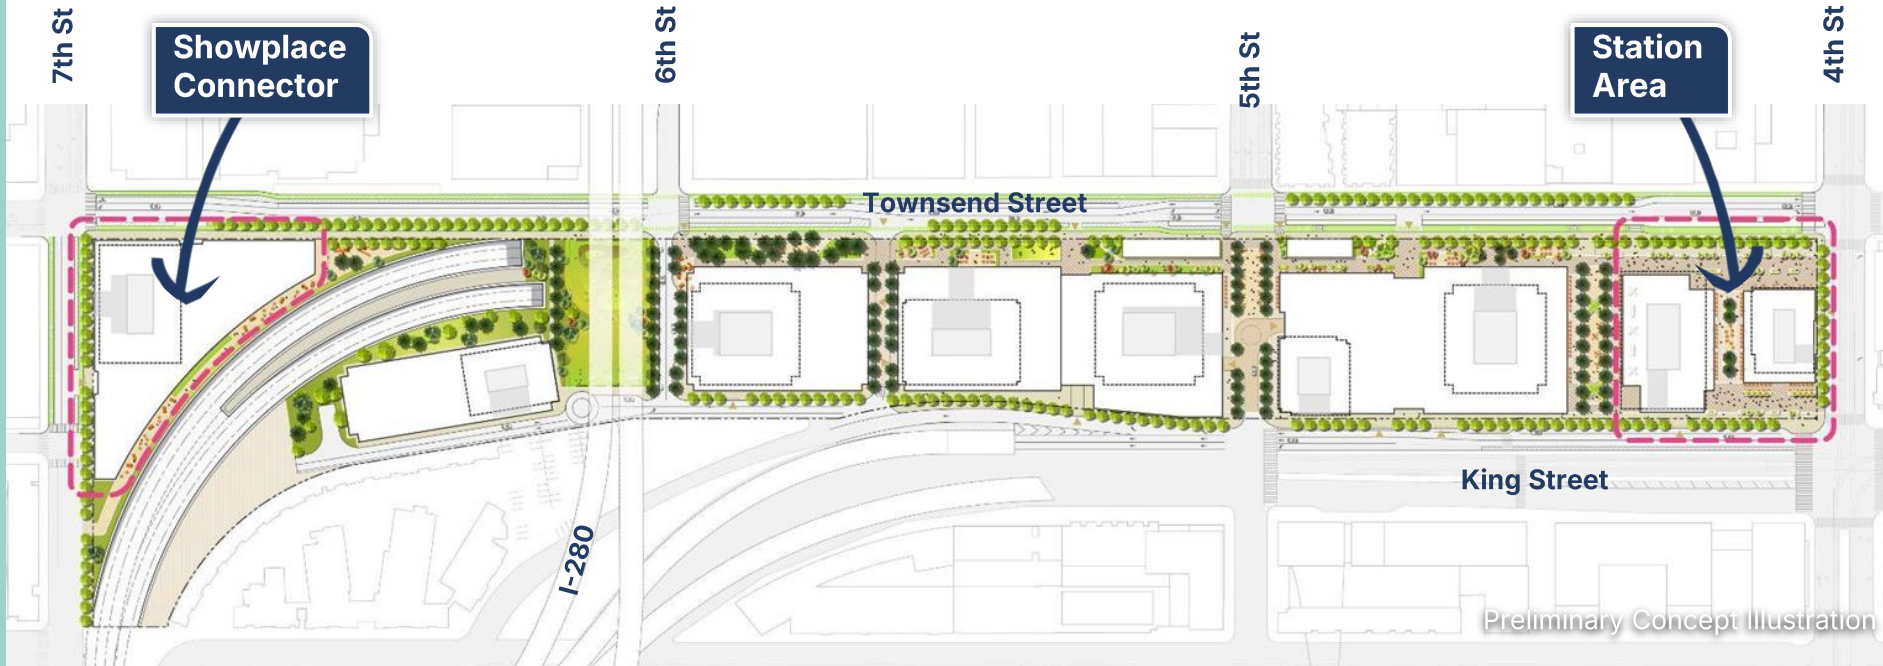 7th St
Showplace
Connector
6th St
5th St
Station
Area
4th St
Townsend Street
King Street
I-280
Preliminary Concept Illustration